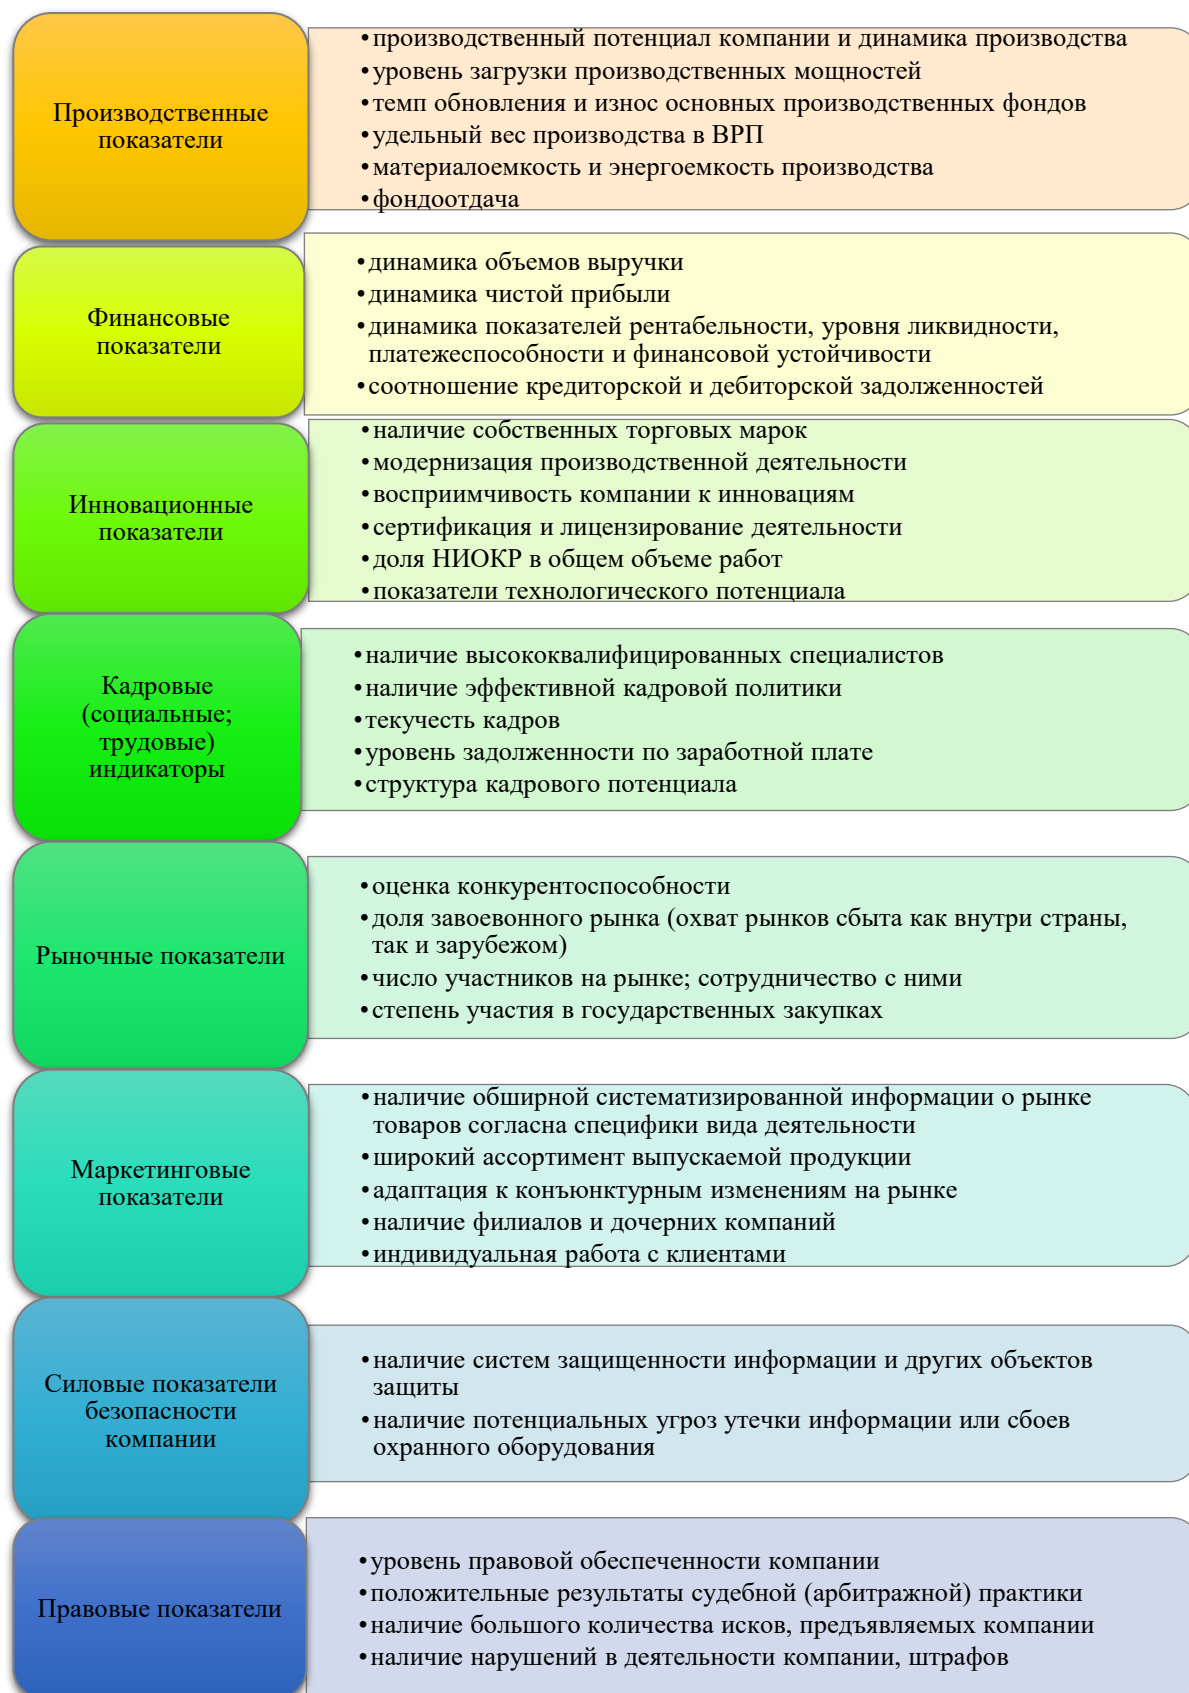 Производственные
показатели
•производственный потенциал компании и динамика производства
•уровень загрузки производственных мощностей
•темп обновления и износ основных производственных фондов
•удельный вес производства в ВРП
•материалоемкость и энергоемкость производства
•фондоотдача
Финансовые
показатели
•динамика объемов выручки
•динамика чистой прибыли
•динамика показателей рентабельности, уровня ликвидности,
платежеспособности и финансовой устойчивости
•соотношение кредиторской и дебиторской задолженностей
Инновационные
показатели
•наличие собственных торговых марок
•модернизация производственной деятельности
•восприимчивость компании к инновациям
•сертификация и лицензирование деятельности
•доля НИОКР в общем объеме работ
•показатели технологического потенциала
Кадровые
(социальные;
трудовые)
индикаторы
•наличие высококвалифицированных специалистов
•наличие эффективной кадровой политики
•текучесть кадров
•уровень задолженности по заработной плате
•структура кадрового потенциала
Рыночные показатели
•оценка конкурентоспособности
•доля завоевонного рынка (охват рынков сбыта как внутри страны,
так и зарубежом)
•число участников на рынке; сотрудничество с ними
•степень участия в государственных закупках
Маркетинговые
показатели
•наличие обширной систематизированной информации о рынке
товаров согласна специфики вида деятельности
•широкий ассортимент выпускаемой продукции
•адаптация к конъюнктурным изменениям на рынке
•наличие филиалов и дочерних компаний
•индивидуальная работа с клиентами
Силовые показатели
безопасности
компании
•наличие систем защищенности информации и других объектов
защиты
•наличие потенциальных угроз утечки информации или сбоев
охранного оборудования
Правовые показатели
•уровень правовой обеспеченности компании
•положительные результаты судебной (арбитражной) практики
•наличие большого количества исков, предъявляемых компании
•наличие нарушений в деятельности компании, штрафов